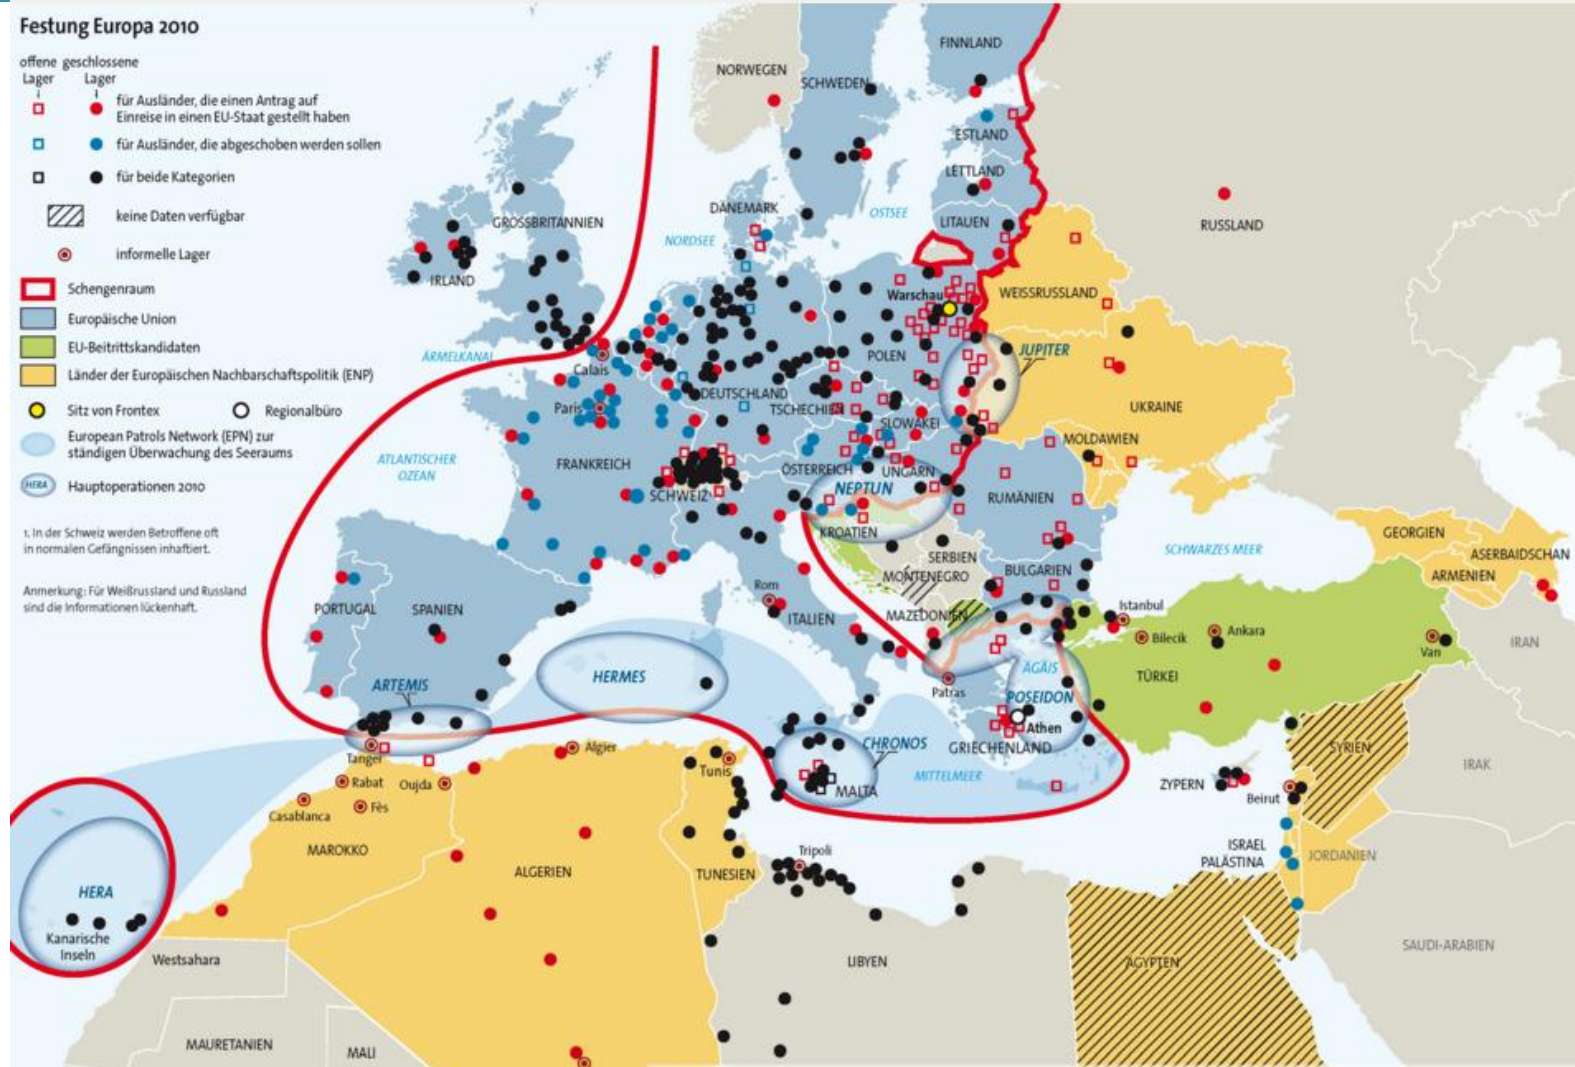 Festung Europa 2010
offene geschlossene
Lager Lager
für Ausländer, die einen Antrag auf
Einreise in einen EU-Staat gestellt haben
für Ausländer, die abgeschoben werden sollen
für beide Kategorien
keine Daten verfügbar
informelle Lager
Schengenraum
Europäische Union
EU-Beitrittskandidaten
Länder der Europäischen Nachbarschaftspolitik (ENP)
Sitz von Frontex
Regionalbüro
European Patrols Network (EPN) zur
ständigen Überwachung des Seeraums
HERA
Hauptoperationen 2010
1. In der Schweiz werden Betroffene oft
in normalen Gefängnissen inhaftiert.
Anmerkung: Für Weißrussland und Russland
sind die Informationen lückenhaft.
FINNLAND
NORWEGEN
SCHWEDEN
ESTLAND
LETTLAND
DÄNEMARK
OSTSEE
LITAUEN
RUSSLAND
GROSSBRITANNIEN
NORDSEE
IRLAND
Warschau
WEISSRUSSLAND
ÄRMELKANAL
Calais
POLEN
JUPITER
DEUTSCHLAND
Paris
TSCHECHIEN
UKRAINE
SLOWAKEI
MOLDAWIEN
ATLANTISCHER
OZEAN
FRANKREICH
ÖSTERREICH
UNGARN
SCHWEIZ¹
NEPTUN
RUMÄNIEN
KROATIEN
GEORGIEN
SERBIEN
SCHWARZES MEER
ASERBAIDSCHAN
MONTENEGRO
BULGARIEN
ARMENIEN
Rom
PORTUGAL
SPANIEN
ITALIEN
MAZEDONIEN
Istanbul
Bilecik
Ankara
IRAN
Van
HERMES
ÄGÄIS
TÜRKEI
ARTEMIS
Patras
POSEIDON
Athen
CHRONOS
GRIECHENLAND
SYRIEN
Tanger
Algier
Tunis
MITTELMEER
IRAK
Rabat
Oujda
MALTA
ZYPERN
Beirut
Casablanca
Fès
MAROKKO
Tripoli
ISRAEL
PALÄSTINA
JORDANIEN
ALGERIEN
TUNESIEN
HERA
Kanarische
Inseln
Westsahara
LIBYEN
ÄGYPTEN
SAUDI-ARABIEN
MAURETANIEN
MALI